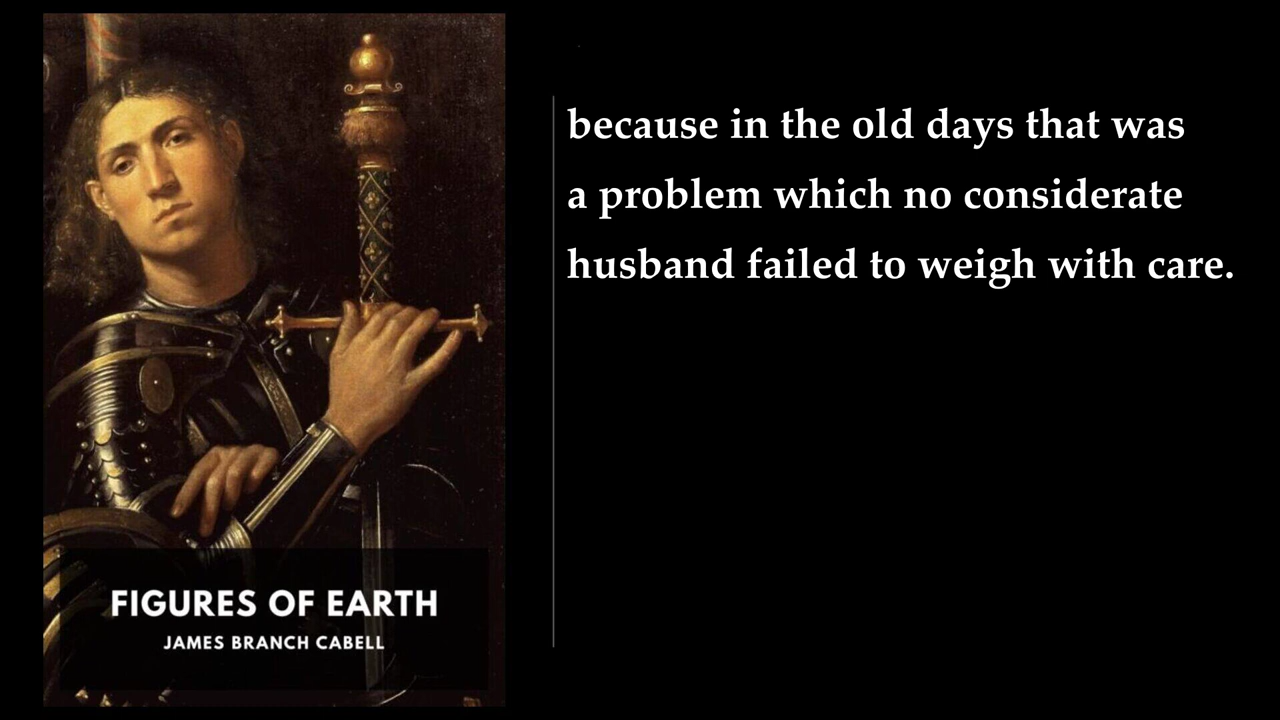 because in the old days that was
a problem which no considerate
husband failed to weigh with care.
FIGURES OF EARTH
JAMES BRANCH CABELL